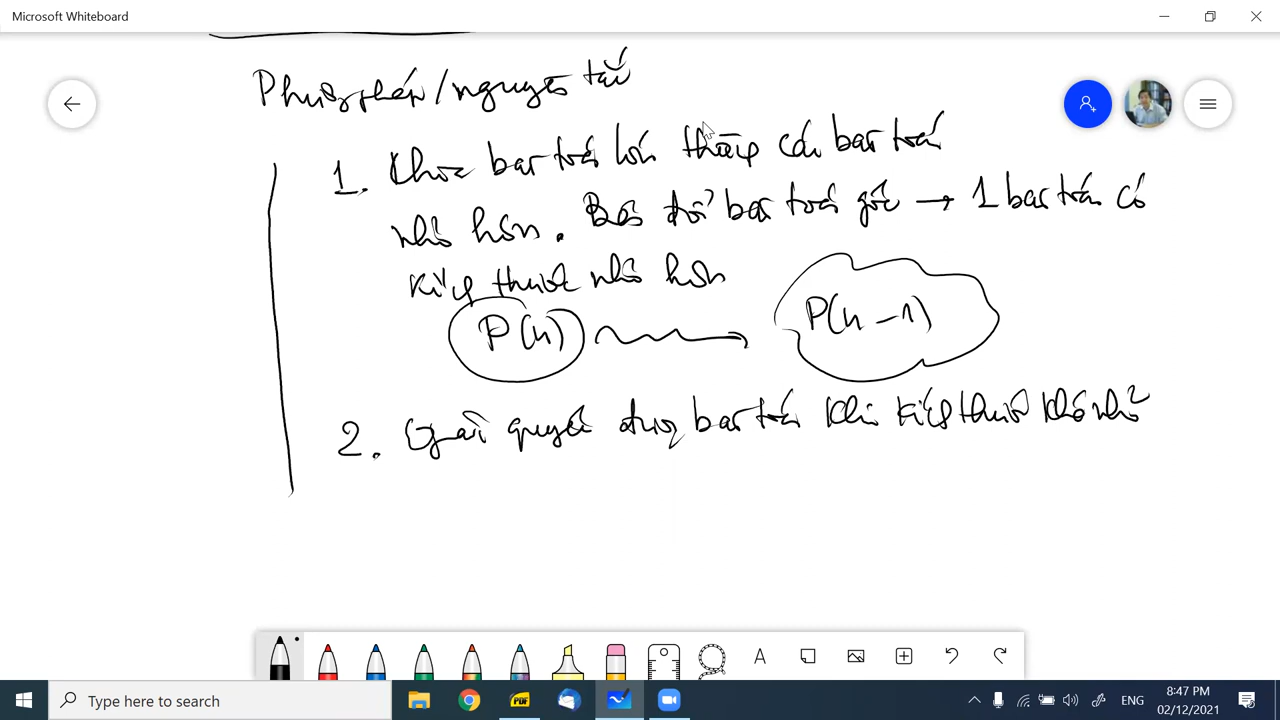 Microsoft Whiteboard
Phương pháp/nguyên tắc
1. Chia bài toán lớn thành các bài toán
nhỏ hơn. Biến đổi bài toán gốc → 1 bài toán có
kích thước nhỏ hơn
P(n) → P(n-1)
2. Giải quyết được bài toán khi kích thước khá nhỏ
A
Type here to search
PDF
ENG
8:47 PM
02/12/2021